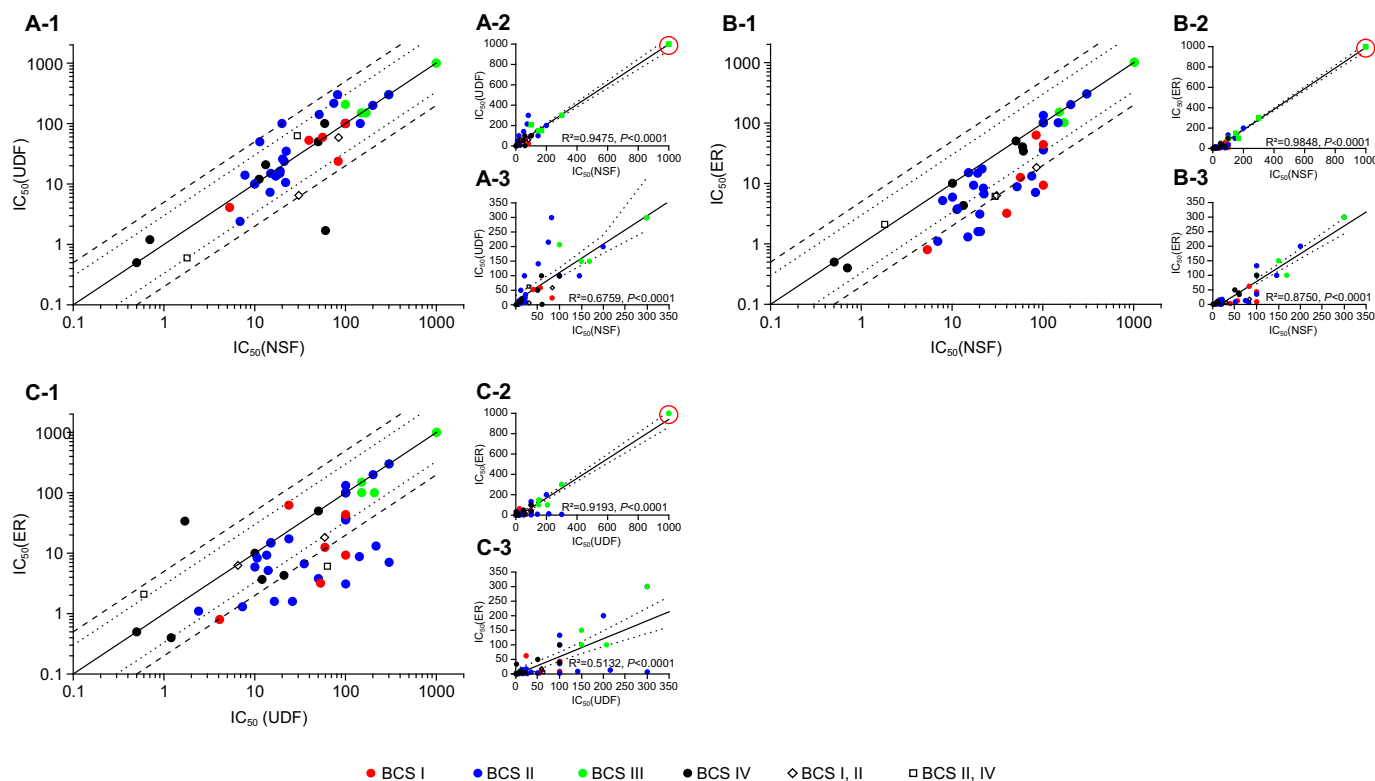 A-1
IC₅₀(UDF)
1000
100
10
1
0.1
0.1 1 10 100 1000
IC₅₀(NSF)
A-2
IC₅₀(UDF)
1000
800
600
400
200
0
R²=0.9475, P<0.0001
0 200 400 600 800 1000
IC₅₀(NSF)
A-3
IC₅₀(UDF)
350
300
250
200
150
100
50
0
R²=0.6759, P<0.0001
0 50 100 150 200 250 300 350
IC₅₀(NSF)
B-1
IC₅₀(ER)
1000
100
10
1
0.1
0.1 1 10 100 1000
IC₅₀(NSF)
B-2
IC₅₀(ER)
1000
800
600
400
200
0
R²=0.9848, P<0.0001
0 200 400 600 800 1000
IC₅₀(NSF)
B-3
IC₅₀(ER)
350
300
250
200
150
100
50
0
R²=0.8750, P<0.0001
0 50 100 150 200 250 300 350
IC₅₀(NSF)
C-1
IC₅₀(ER)
1000
100
10
1
0.1
0.1 1 10 100 1000
IC₅₀ (UDF)
C-2
IC₅₀(ER)
1000
800
600
400
200
0
R²=0.9193, P<0.0001
0 200 400 600 800 1000
IC₅₀(UDF)
C-3
IC₅₀(ER)
350
300
250
200
150
100
50
0
R²=0.5132, P<0.0001
0 50 100 150 200 250 300 350
IC₅₀(UDF)
BCS I BCS II BCS III BCS IV BCS I, II BCS II, IV